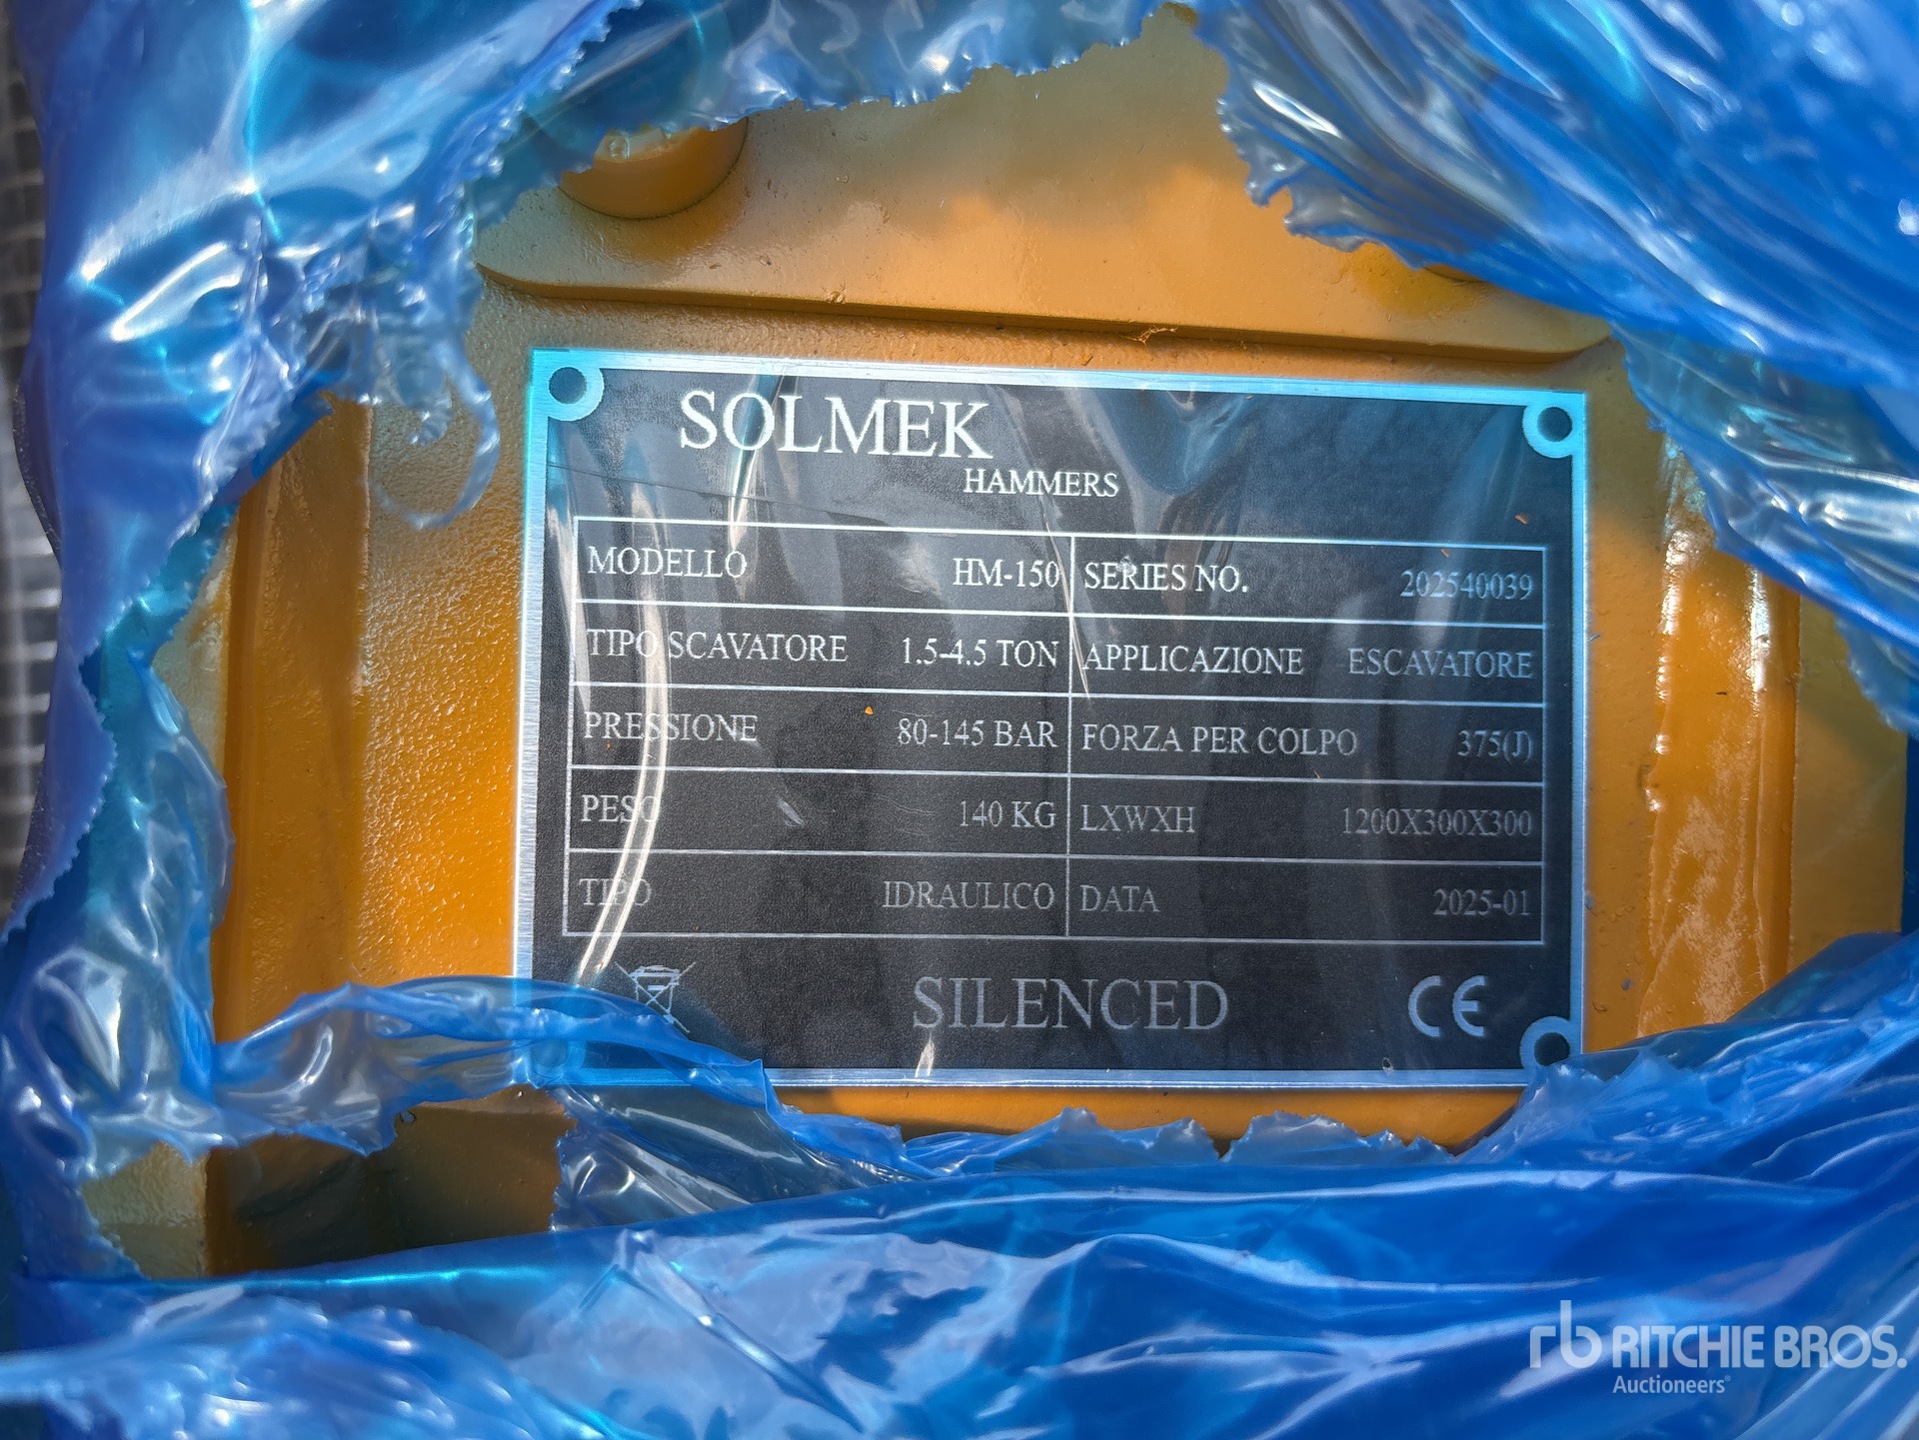 SOLMEK
HAMMERS
MODELLO HM-150 SERIES NO. 202540039
TIPO SCAVATORE 1.5-4.5 TON APPLICAZIONE ESCAVATORE
PRESSIONE 80-145 BAR FORZA PER COLPO 375(J)
PESO 140 KG LXWXH 1200X300X300
TIPO IDRAULICO DATA 2025-01
SILENCED CE
rb RITCHIE BROS.
Auctioneers